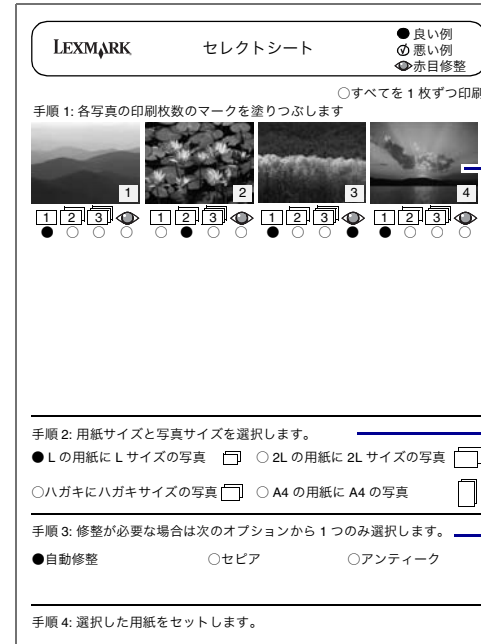 LEXMARK
セレクトシート
●良い例
悪い例
赤目修整
○すべてを 1 枚ずつ印刷
手順 1: 各写真の印刷枚数のマークを塗りつぶします
1 2 3 4
1 2 3 1 2 3 1 2 3 1 2 3
手順 2: 用紙サイズと写真サイズを選択します。
●L の用紙に L サイズの写真 ○ 2L の用紙に 2L サイズの写真
○ハガキにハガキサイズの写真 ○ A4 の用紙に A4 の写真
手順 3: 修整が必要な場合は次のオプションから 1 つのみ選択します。
●自動修整 ○セピア ○アンティーク
手順 4: 選択した用紙をセットします。